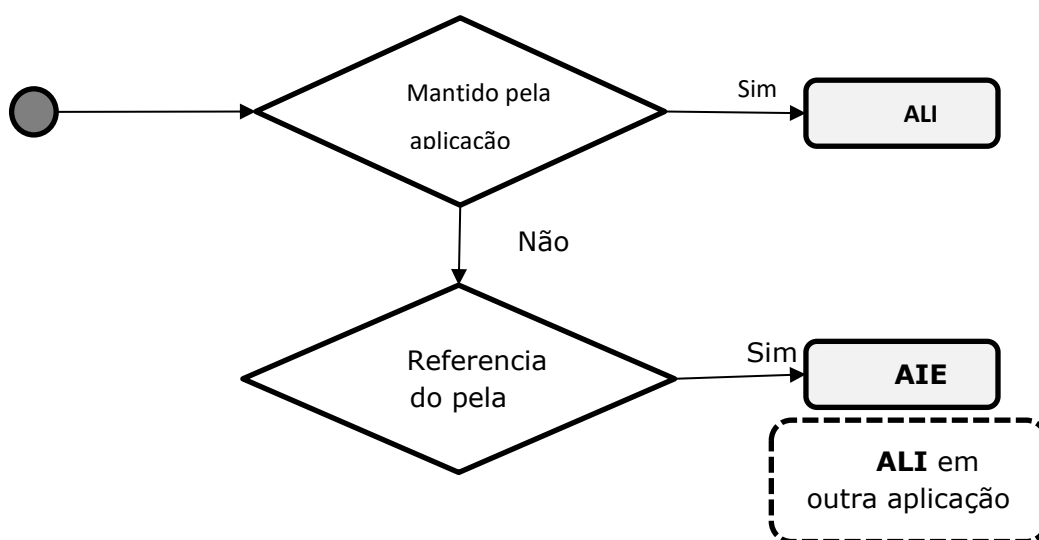 Mantido pela
aplicação
Sim
ALI
Não
Referencia
do pela
Sim
AIE
ALI em
outra aplicação